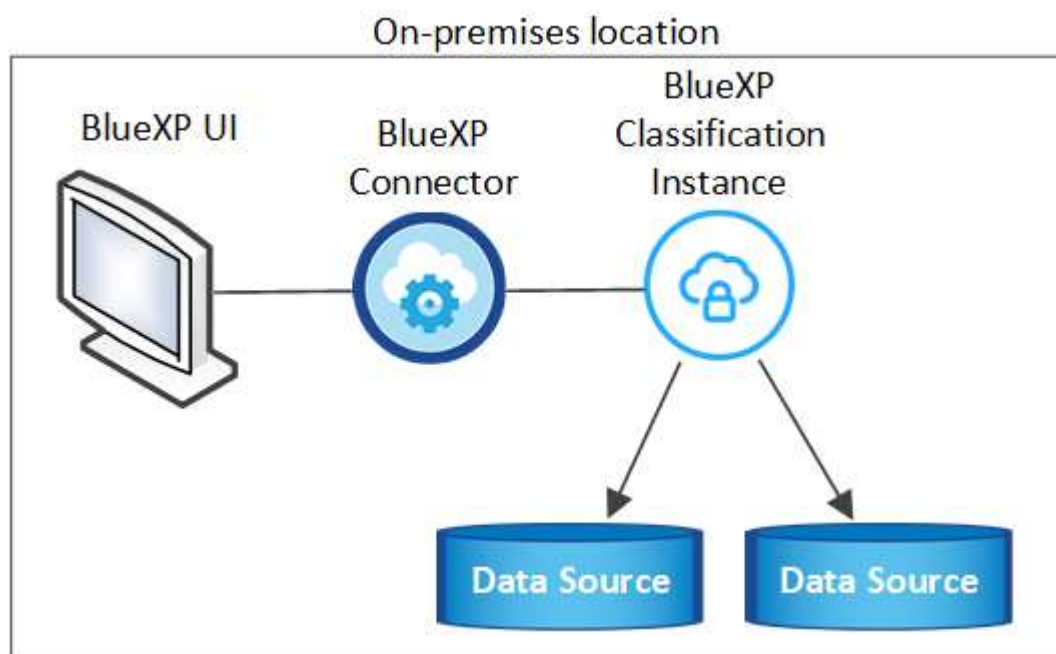 On-premises location
BlueXP UI
BlueXP
Connector
BlueXP
Classification
Instance
Data Source
Data Source